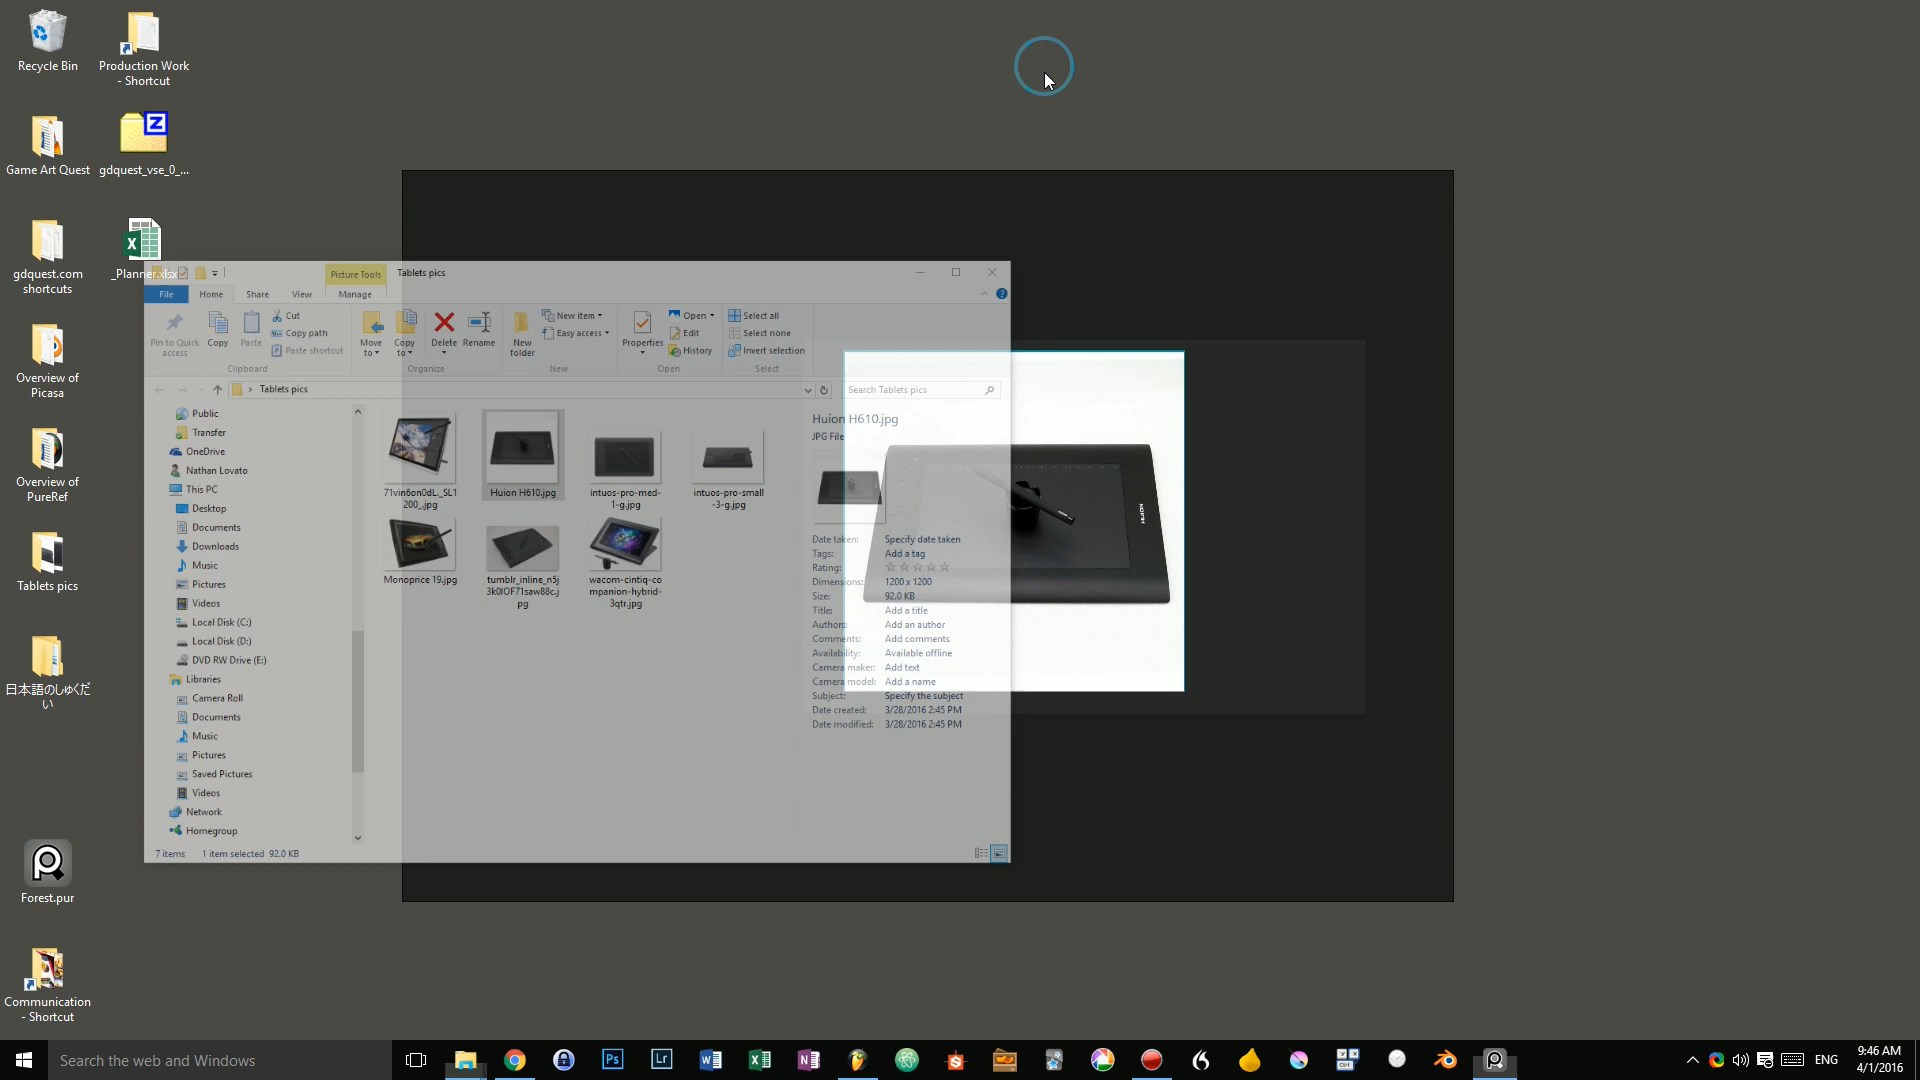 Recycle Bin
Production Work
- Shortcut
Game Art Quest
gdquest_vse_0_...
gdquest.com
shortcuts
_Planner.xlsx
Overview of
Picasa
Overview of
PureRef
Tablets pics
日本語のしゅくだ
い
Forest.pur
Communication
- Shortcut
Picture Tools
Tablets pics
File
Home
Share
View
Manage
Pin to Quick
access
Copy
Paste
Cut
Copy path
Paste shortcut
Clipboard
Move
to
Copy
to
Delete
Rename
Organize
New
folder
New item
Easy access
New
Properties
Open
Edit
History
Open
Select all
Select none
Invert selection
Select
Tablets pics
Search Tablets pics
Public
Transfer
OneDrive
Nathan Lovato
This PC
Desktop
Documents
Downloads
Music
Pictures
Videos
Local Disk (C:)
Local Disk (D:)
DVD RW Drive (E:)
Libraries
Camera Roll
Documents
Music
Pictures
Saved Pictures
Videos
Network
Homegroup
71vin6on0dL._SL1
200_.jpg
Huion H610.jpg
intuos-pro-med-
1-g.jpg
intuos-pro-small
-3-g.jpg
Monoprice 19.jpg
tumblr_inline_n5j
3k0lOF71saw88c.j
pg
wacom-cintiq-co
mpanion-hybrid-
3qtr.jpg
Huion H610.jpg
JPG File
Date taken: Specify date taken
Tags: Add a tag
Rating:
Dimensions: 1200 x 1200
Size: 92.0 KB
Title: Add a title
Authors: Add an author
Comments: Add comments
Availability: Available offline
Camera maker: Add text
Camera model: Add a name
Subject: Specify the subject
Date created: 3/28/2016 2:45 PM
Date modified: 3/28/2016 2:45 PM
HUION
7 items
1 item selected 92.0 KB
Search the web and Windows
Ps
Lr
ENG
9:46 AM
4/1/2016